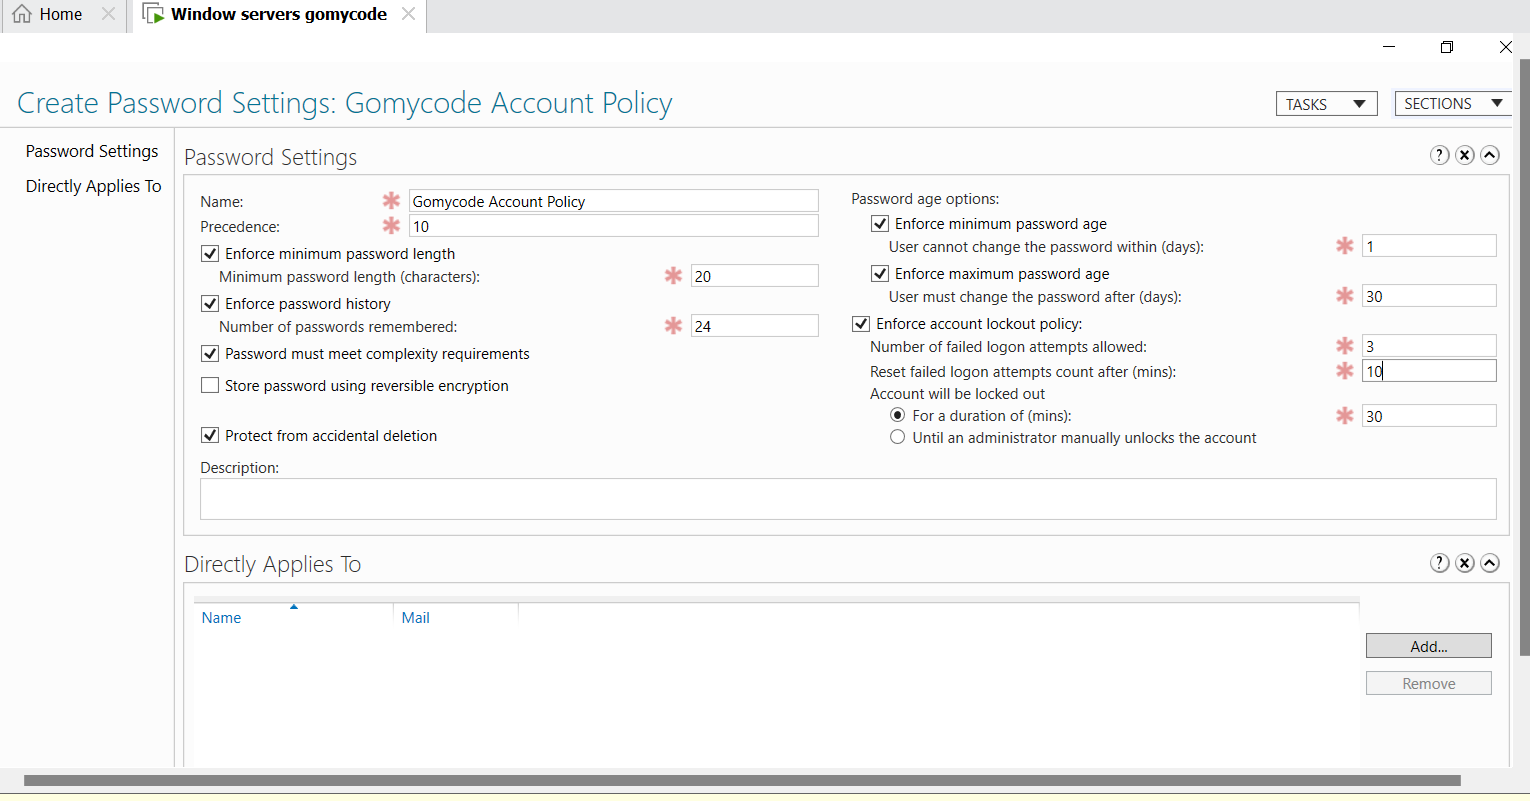 Home
Window servers gomycode
Create Password Settings: Gomycode Account Policy
TASKS
SECTIONS
Password Settings
Directly Applies To
Password Settings
Name:
Gomycode Account Policy
Precedence:
10
Enforce minimum password length
Minimum password length (characters):
20
Enforce password history
Number of passwords remembered:
24
Password must meet complexity requirements
Store password using reversible encryption
Protect from accidental deletion
Password age options:
Enforce minimum password age
User cannot change the password within (days):
1
Enforce maximum password age
User must change the password after (days):
30
Enforce account lockout policy:
Number of failed logon attempts allowed:
3
Reset failed logon attempts count after (mins):
10
Account will be locked out
For a duration of (mins):
30
Until an administrator manually unlocks the account
Description:
Directly Applies To
Name
Mail
Add...
Remove